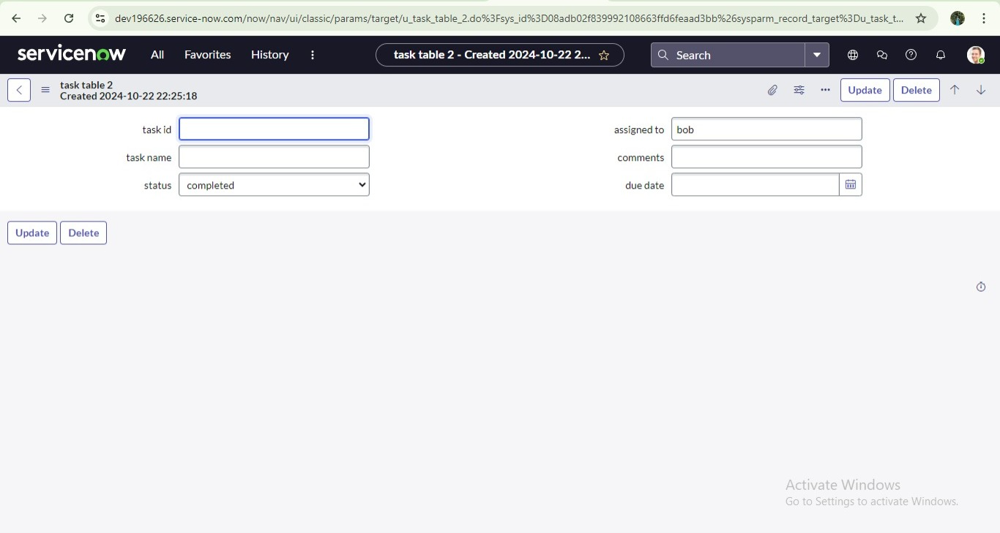 dev196626.service-now.com/now/nav/ui/classic/params/target/u_task_table_2.do%3Fsys_id%3D08adb02f839992108663ffd6feaad3bb%26sysparm_record_target%3Du_task_t...
servicenow All Favorites History task table 2 - Created 2024-10-22 2... Search
task table 2
Created 2024-10-22 22:25:18
Update Delete
task id
assigned to bob
task name
comments
status completed
due date
Update Delete
Activate Windows
Go to Settings to activate Windows.